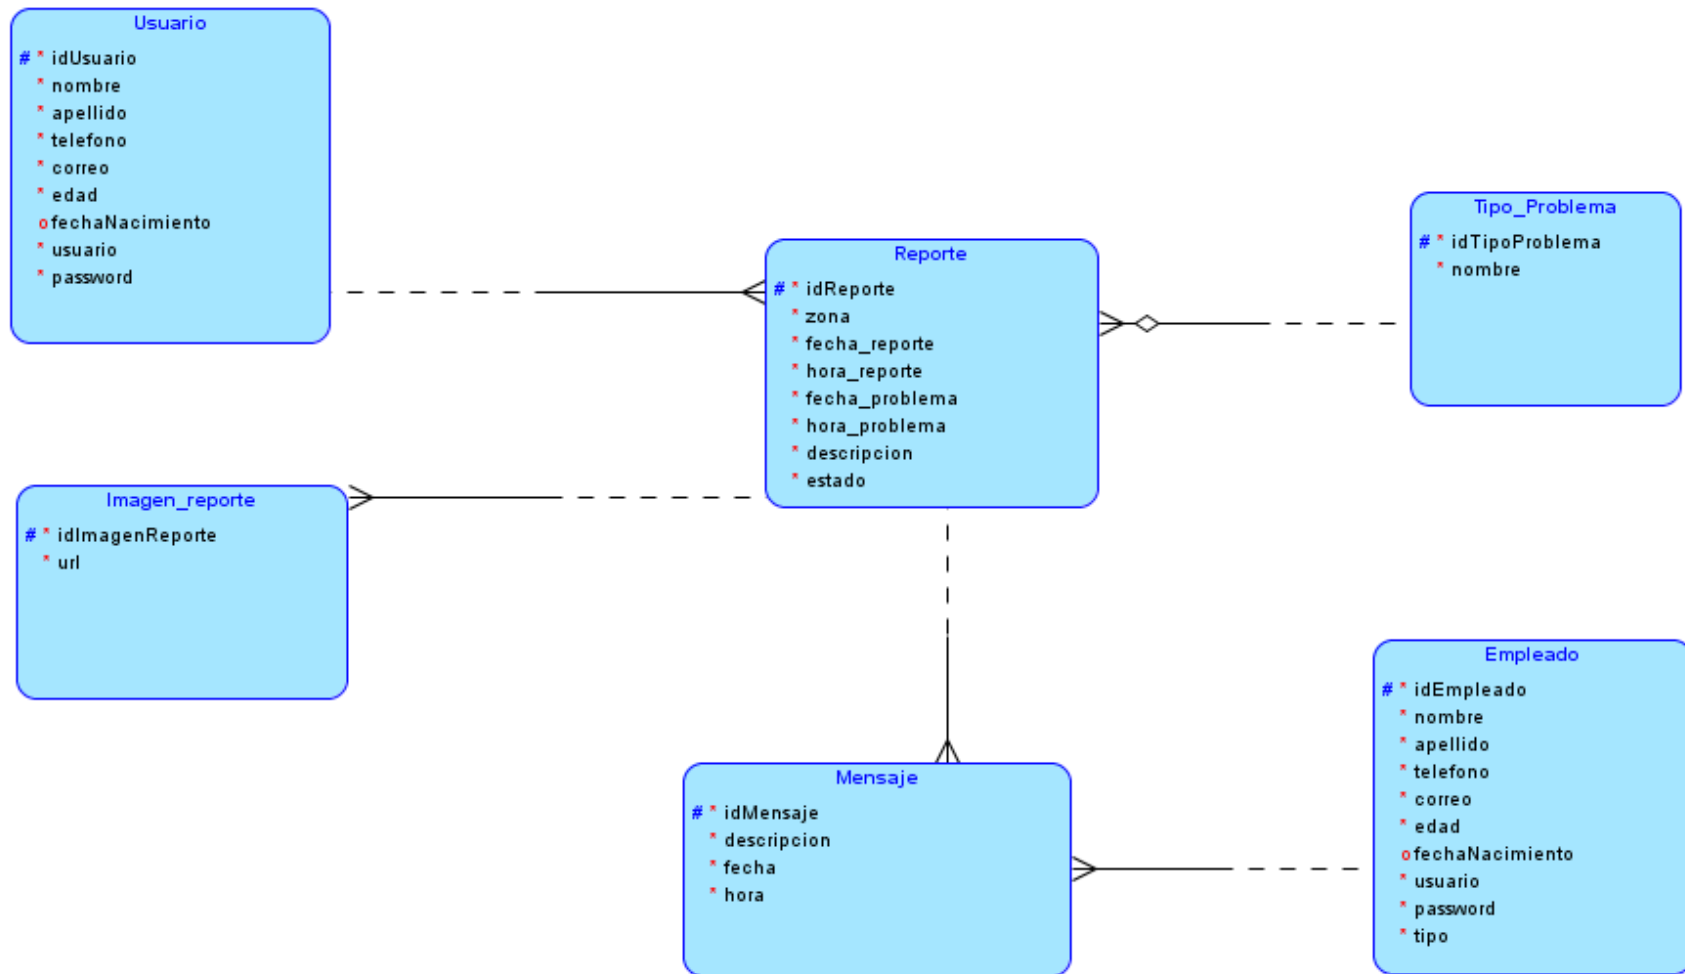 Usuario
# * idUsuario
* nombre
* apellido
* telefono
* correo
* edad
o fechaNacimiento
* usuario
* password
Reporte
# * idReporte
* zona
* fecha_reporte
* hora_reporte
* fecha_problema
* hora_problema
* descripcion
* estado
Tipo_Problema
# * idTipoProblema
* nombre
Imagen_reporte
# * idImagenReporte
* url
Mensaje
# * idMensaje
* descripcion
* fecha
* hora
Empleado
# * idEmpleado
* nombre
* apellido
* telefono
* correo
* edad
o fechaNacimiento
* usuario
* password
* tipo